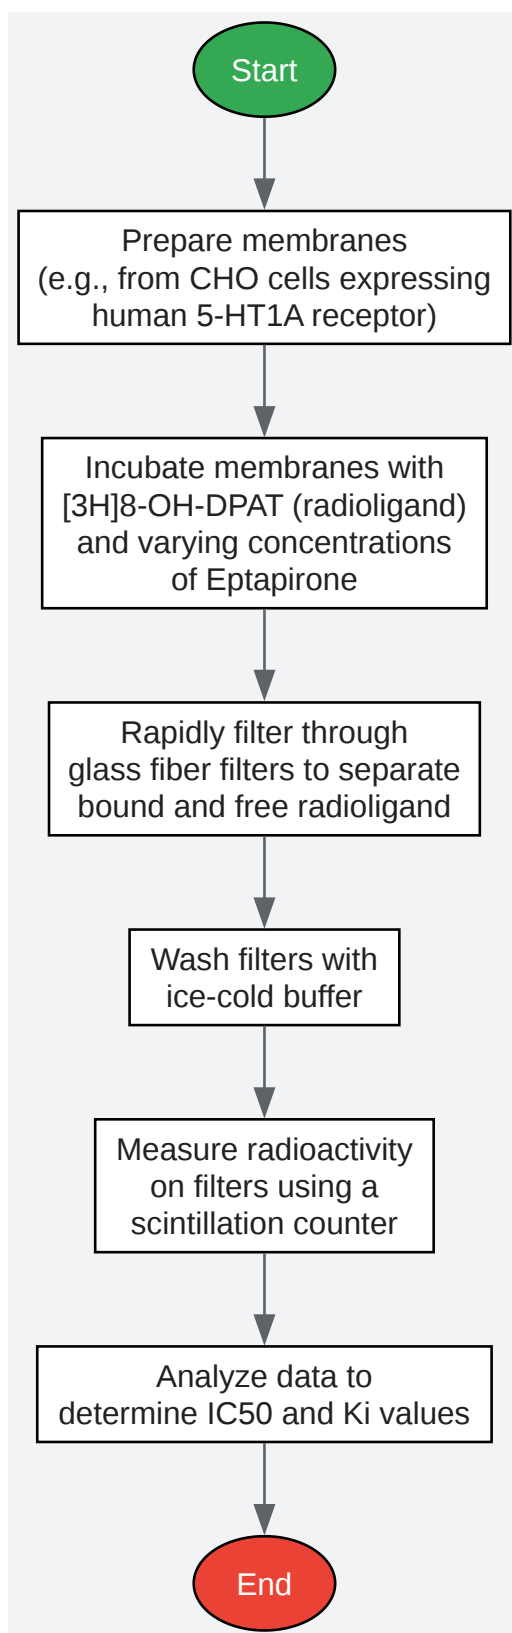 Start
Prepare membranes
(e.g., from CHO cells expressing
human 5-HT1A receptor)
Incubate membranes with
[3H]8-OH-DPAT (radioligand)
and varying concentrations
of Eptapirone
Rapidly filter through
glass fiber filters to separate
bound and free radioligand
Wash filters with
ice-cold buffer
Measure radioactivity
on filters using a
scintillation counter
Analyze data to
determine IC50 and Ki values
End